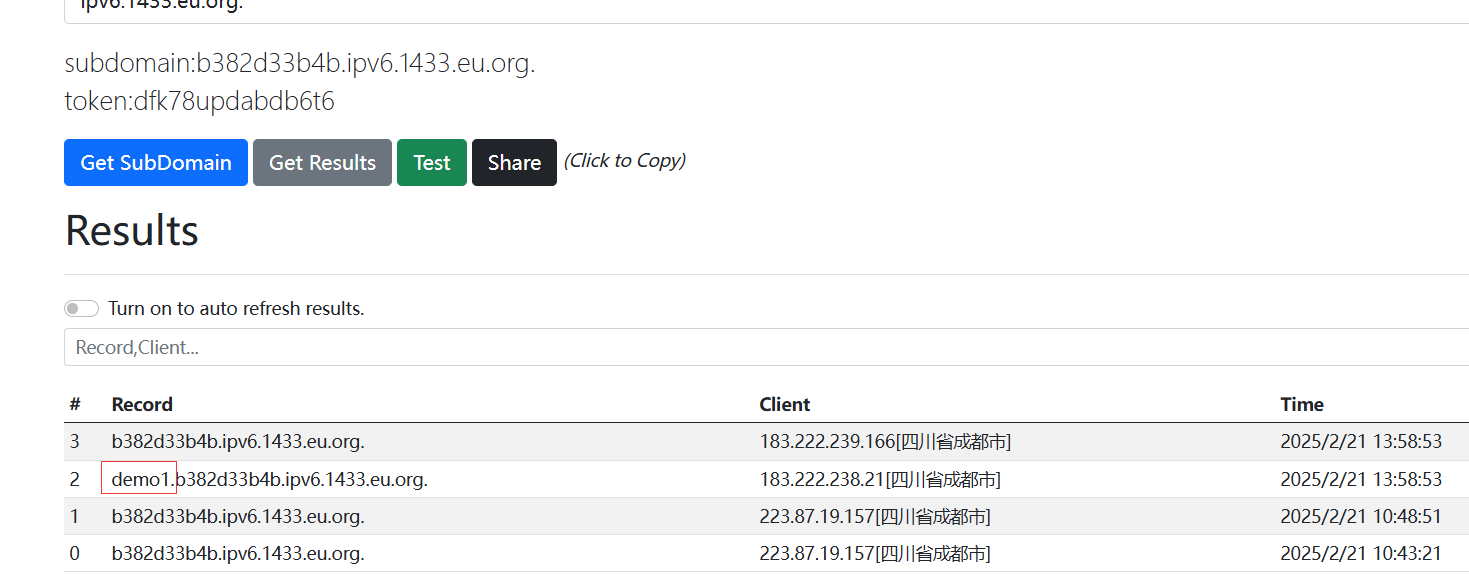 ipv6.1433.eu.org.
subdomain:b382d33b4b.ipv6.1433.eu.org.
token:dfk78updabdb6t6
Get SubDomain Get Results Test Share (Click to Copy)
Results
Turn on to auto refresh results.
Record,Client...
# Record Client Time
3 b382d33b4b.ipv6.1433.eu.org. 183.222.239.166[四川省成都市] 2025/2/21 13:58:53
2 demo1.b382d33b4b.ipv6.1433.eu.org. 183.222.238.21[四川省成都市] 2025/2/21 13:58:53
1 b382d33b4b.ipv6.1433.eu.org. 223.87.19.157[四川省成都市] 2025/2/21 10:48:51
0 b382d33b4b.ipv6.1433.eu.org. 223.87.19.157[四川省成都市] 2025/2/21 10:43:21